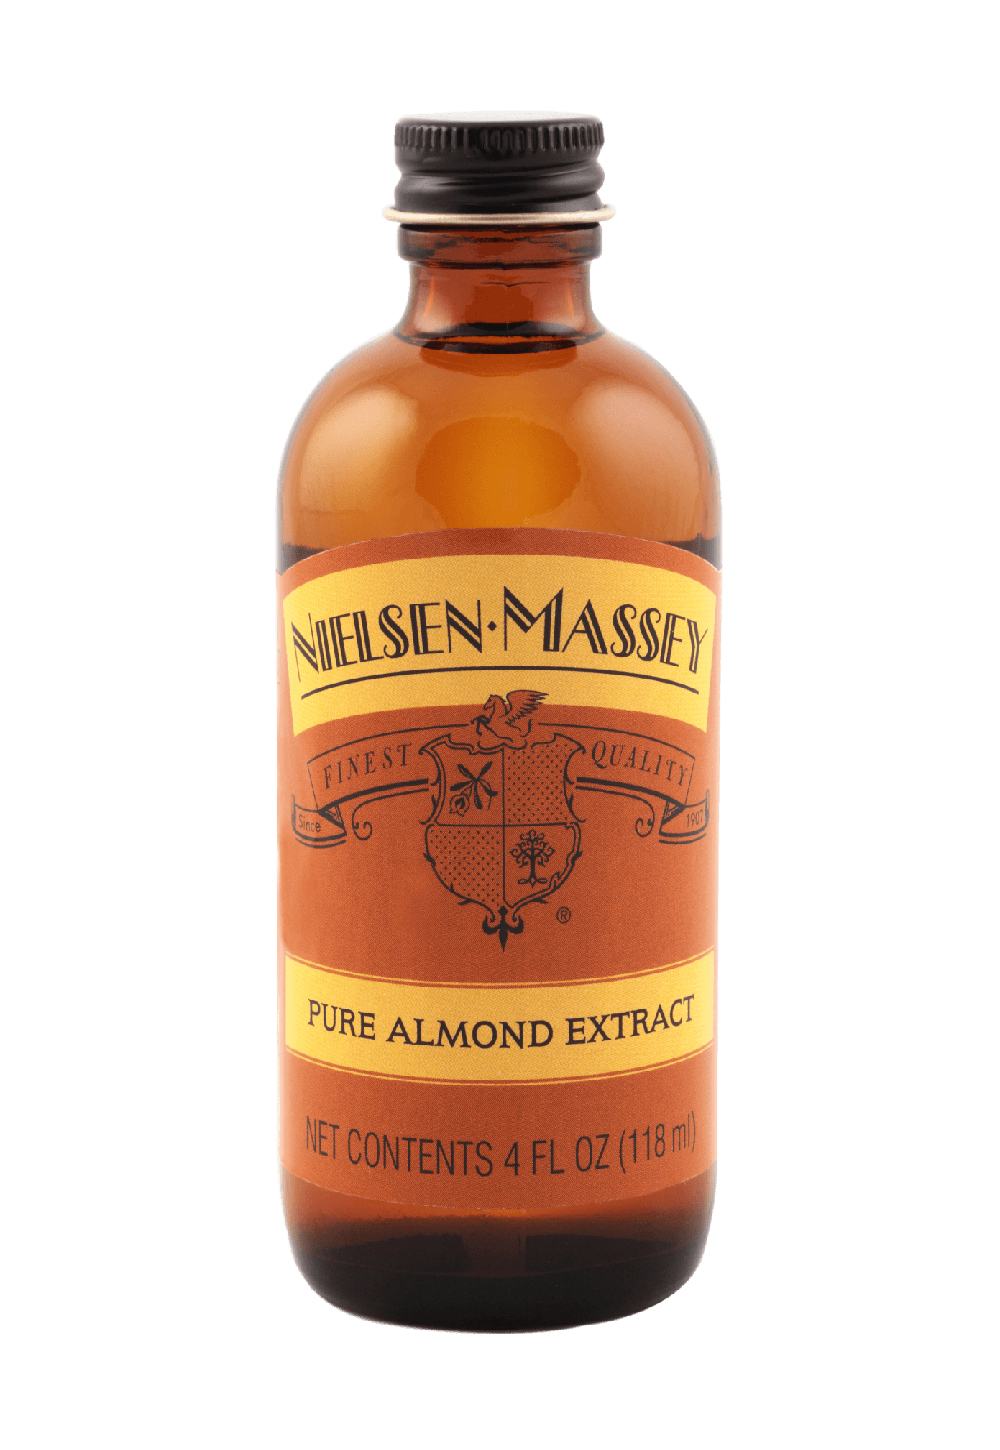 NIELSEN·MASSEY
FINEST QUALITY
Since 1907
®
PURE ALMOND EXTRACT
NET CONTENTS 4 FL OZ (118 ml)